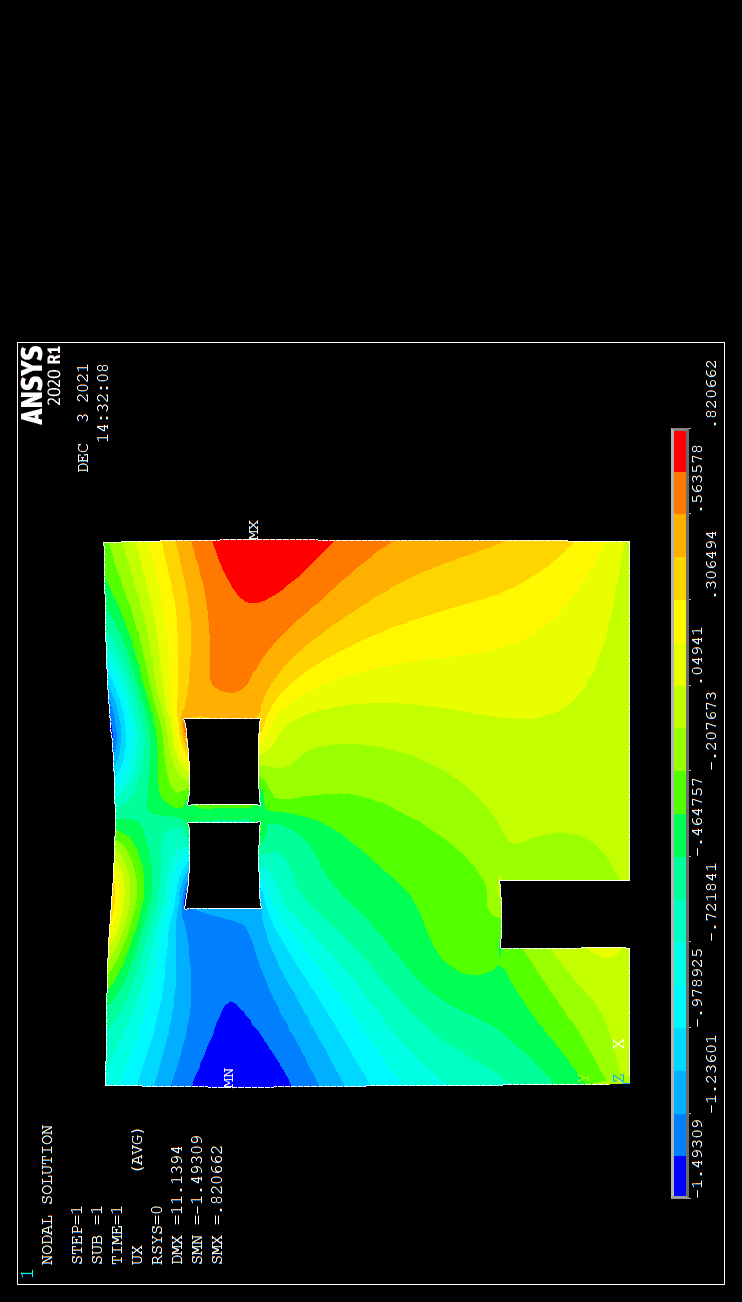 1
NODAL SOLUTION
STEP=1
SUB =1
TIME=1
UX (AVG)
RSYS=0
DMX =11.1394
SMN =-1.49309
SMX =.820662
ANSYS
2020 R1
DEC 3 2021
14:32:08
MN
MX
Y
Z X
-1.49309
-1.23601
-.978925
-.721841
-.464757
-.207673
.04941
.306494
.563578
.820662